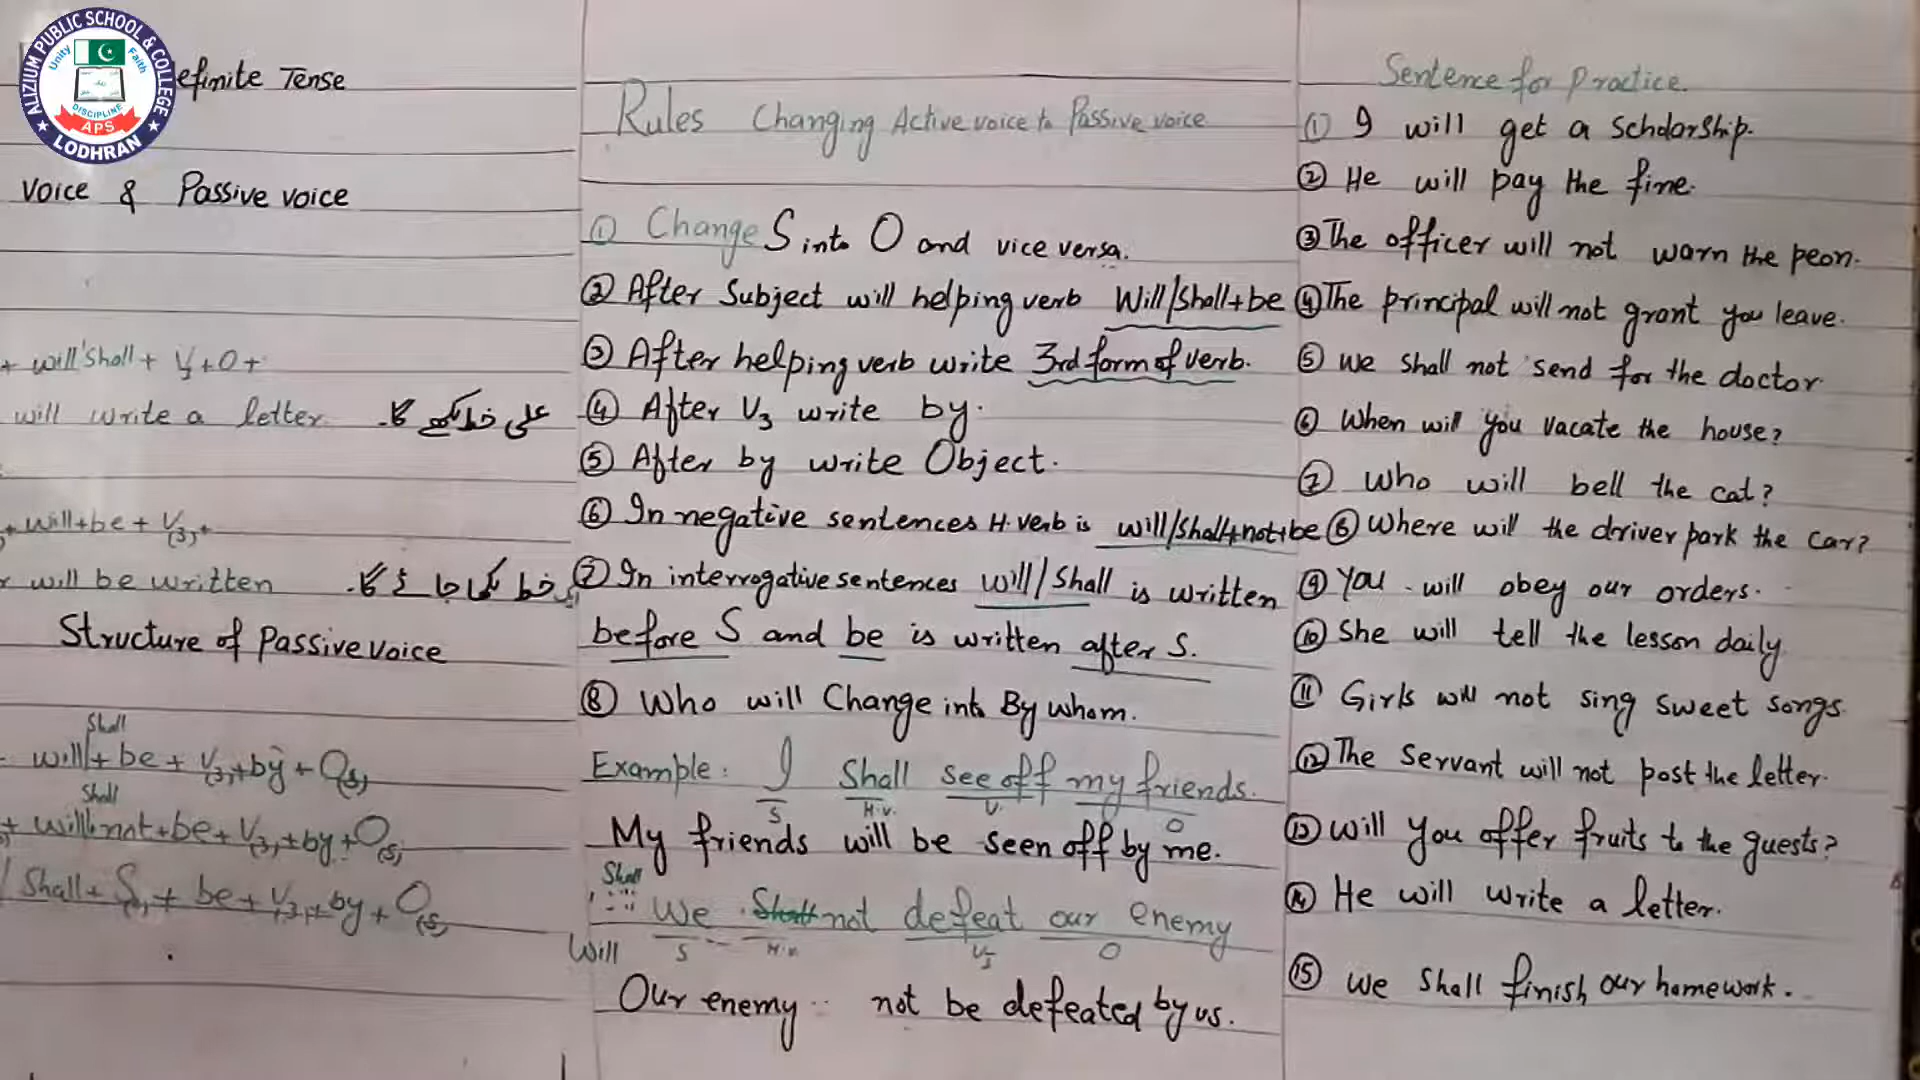 ALIZIUM PUBLIC SCHOOL & COLLEGE
Unity
Faith
DISCIPLINE
APS
LODHRAN
efinite Tense
Voice & Passive voice
+ will shall + V + O +
will write a letter. علی خط لکھے گا۔
+ will + be + V(3) +
will be written خط لکھا جائے گا۔
Structure of Passive voice
Shall
will + be + V(3) + by + O(S)
Shall
+ will + not + be + V(3) + by + O(S)
/ Shall + S + be + V(3) + by + O(S)
Rules Changing Active voice to Passive voice
① Change S into O and vice versa.
② After Subject will helping verb Will/Shall+be
③ After helping verb write 3rd form of verb.
④ After V3 write by.
⑤ After by write Object.
⑥ In negative sentences H.verb is will/Shall+not+be
⑦ In interrogative sentences will/Shall is written
before S and be is written after S.
⑧ Who will Change into By whom.
Example: I Shall see off my friends.
S H.V. V O
My friends will be seen off by me.
Shall
We not defeat our enemy
Will S O
Our enemy not be defeated by us.
Sentence for Practice.
① I will get a scholarship.
② He will pay the fine.
③ The officer will not warn the peon.
④ The principal will not grant you leave.
⑤ We shall not send for the doctor
⑥ When will you vacate the house?
⑦ Who will bell the cat?
⑧ Where will the driver park the car?
⑨ You will obey our orders.
⑩ She will tell the lesson daily
⑪ Girls will not sing sweet songs.
⑫ The Servant will not post the letter.
⑬ Will you offer fruits to the guests?
⑭ He will write a letter.
⑮ We shall finish our homework.